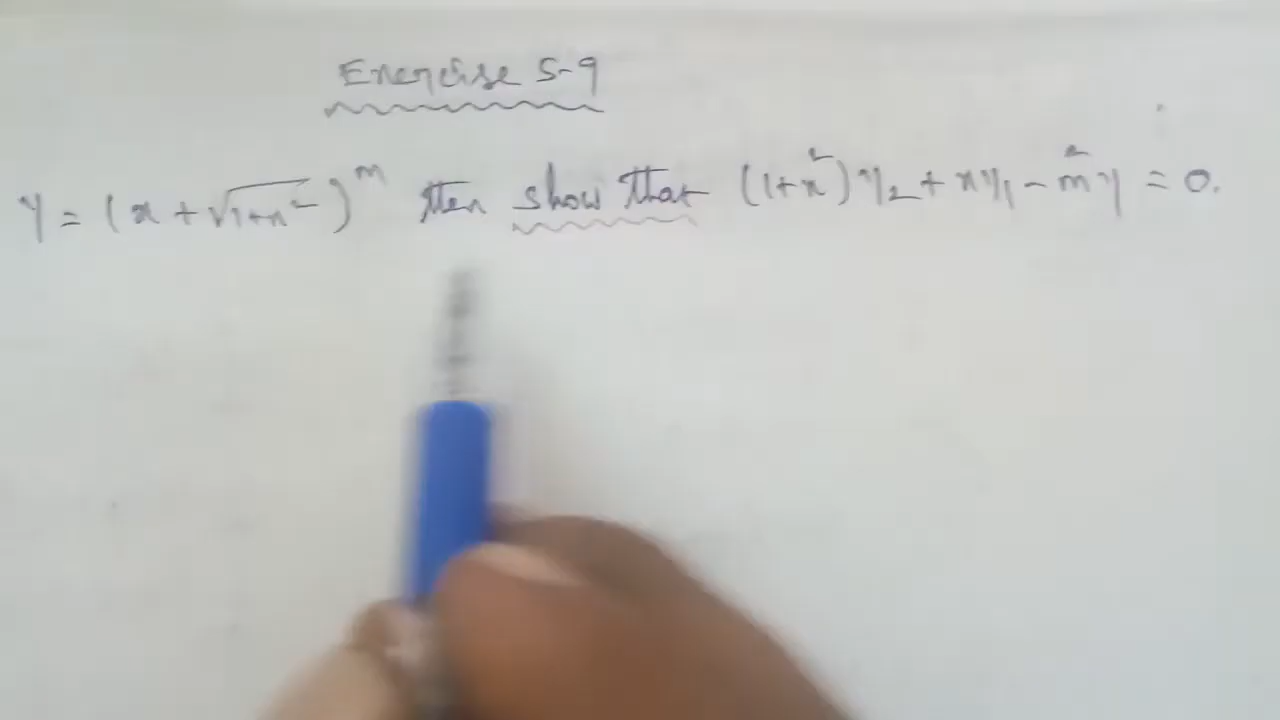 Exercise 5-9
y = (x + √1+x²)^m then show that (1+x²) y₂ + xy₁ - m²y = 0.